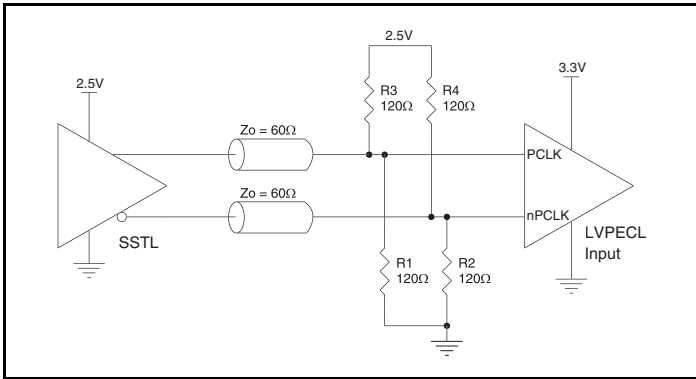 2.5V
3.3V
2.5V
R3
120Ω
R4
120Ω
Zo = 60Ω
PCLK
Zo = 60Ω
nPCLK
SSTL
LVPECL
Input
R1
120Ω
R2
120Ω